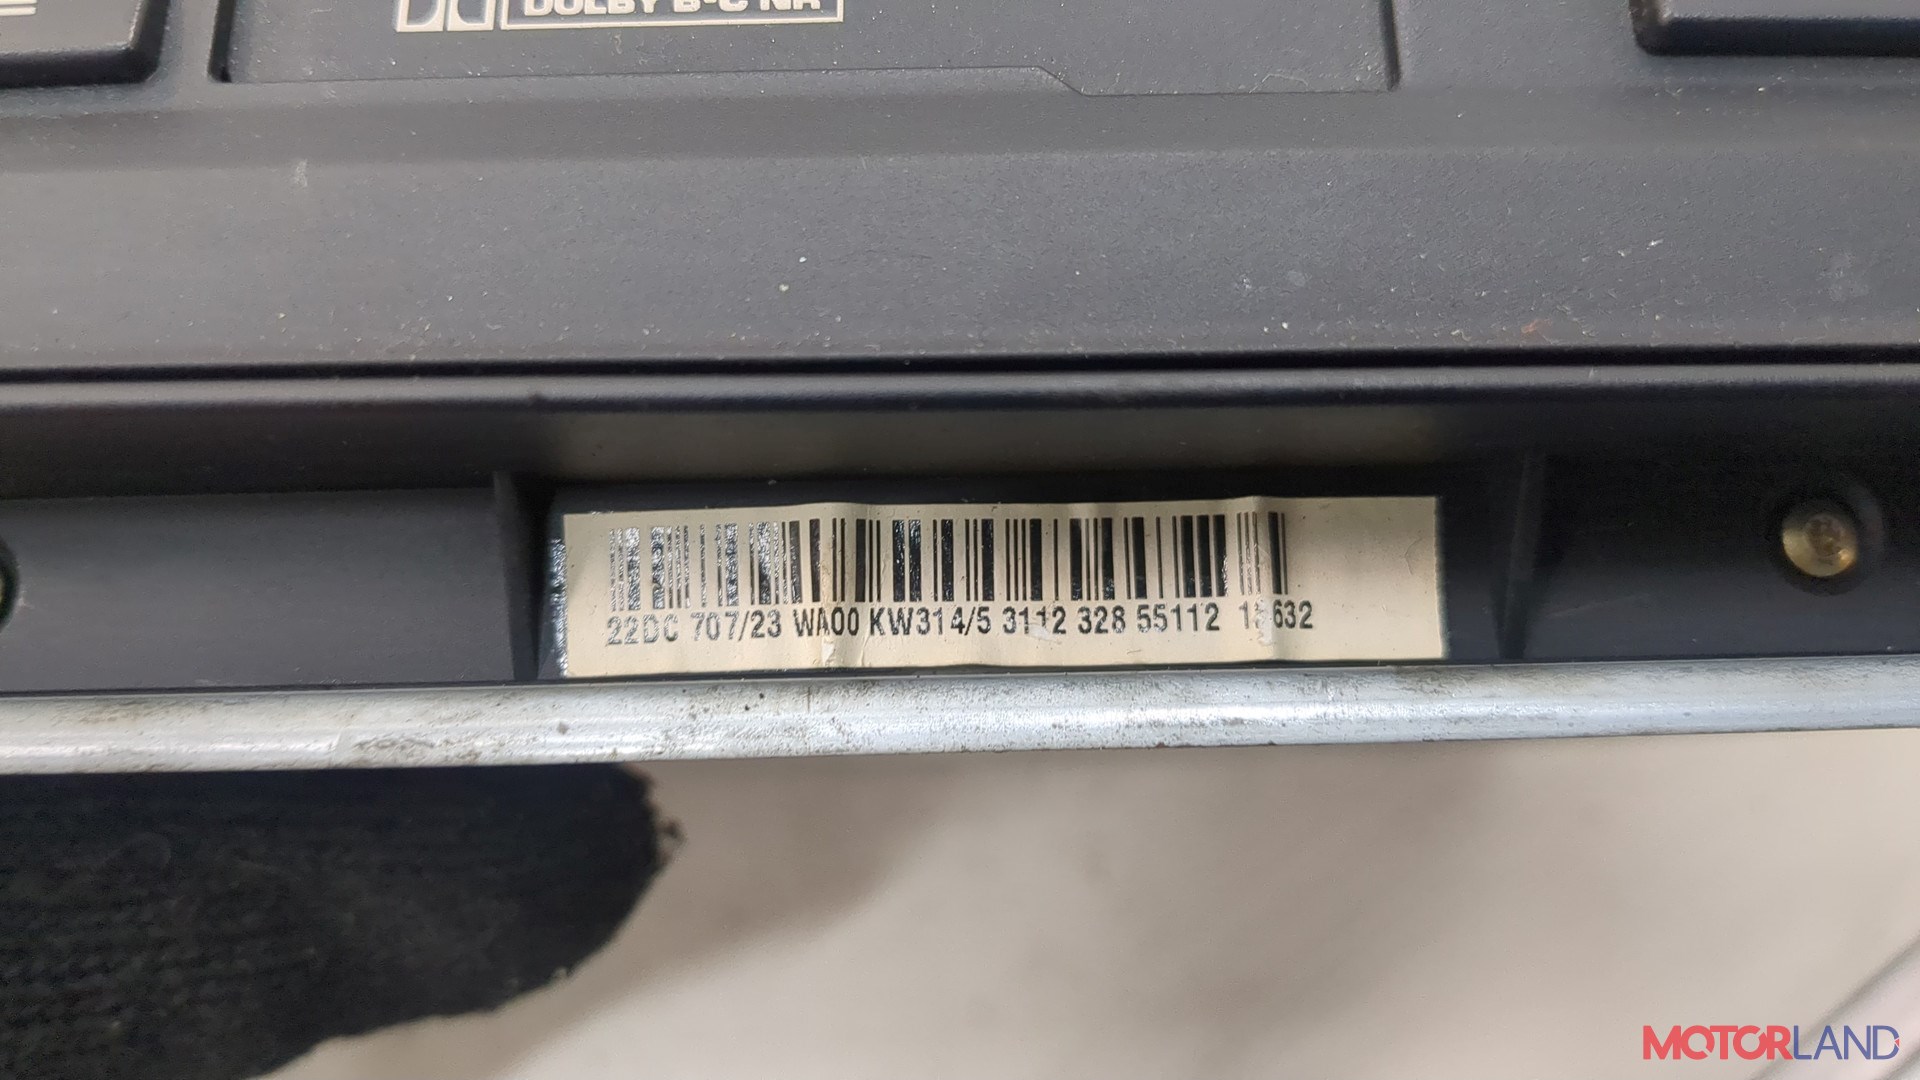 DOLBY B-C NR
22DC 707/23 WA00 KW314/5 3112 328 55112
MOTORLAND